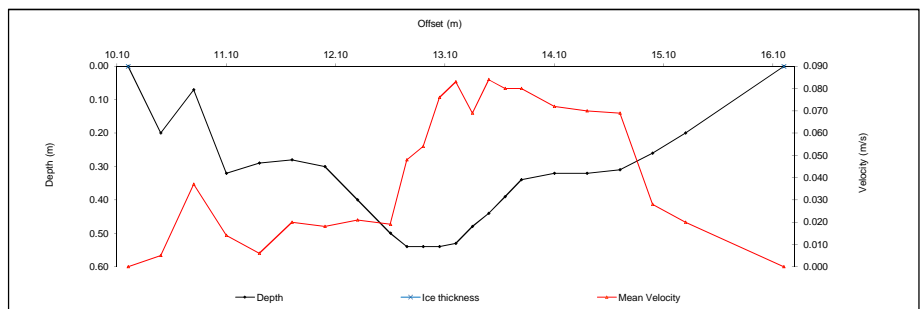 Offset (m)
10.10 11.10 12.10 13.10 14.10 15.10 16.10
0.00 0.090
0.080
0.10
0.070
0.20 0.060
0.050
0.30
0.040
0.40 0.030
0.020
0.50
0.010
0.60 0.000
Depth (m)
Velocity (m/s)
Depth Ice thickness Mean Velocity